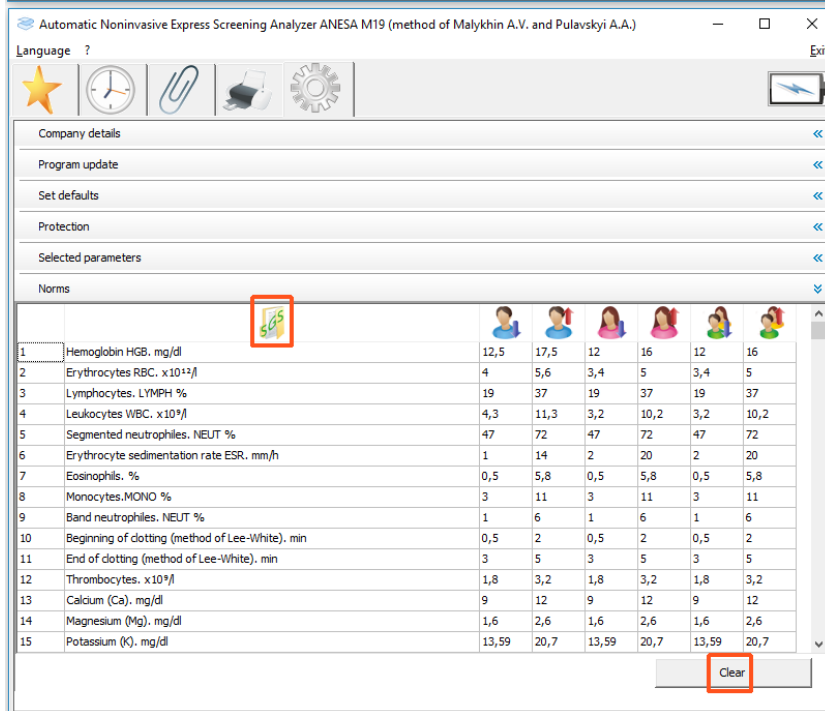 Automatic Noninvasive Express Screening Analyzer ANESA M19 (method of Malykhin A.V. and Pulavskyi A.A.)
Language ? Exi
Company details
Program update
Set defaults
Protection
Selected parameters
Norms
SGS
1 Hemoglobin HGB. mg/dl 12,5 17,5 12 16 12 16
2 Erythrocytes RBC. x10¹²/l 4 5,6 3,4 5 3,4 5
3 Lymphocytes. LYMPH % 19 37 19 37 19 37
4 Leukocytes WBC. x10⁹/l 4,3 11,3 3,2 10,2 3,2 10,2
5 Segmented neutrophiles. NEUT % 47 72 47 72 47 72
6 Erythrocyte sedimentation rate ESR. mm/h 1 14 2 20 2 20
7 Eosinophils. % 0,5 5,8 0,5 5,8 0,5 5,8
8 Monocytes.MONO % 3 11 3 11 3 11
9 Band neutrophiles. NEUT % 1 6 1 6 1 6
10 Beginning of clotting (method of Lee-White). min 0,5 2 0,5 2 0,5 2
11 End of clotting (method of Lee-White). min 3 5 3 5 3 5
12 Thrombocytes. x10⁹/l 1,8 3,2 1,8 3,2 1,8 3,2
13 Calcium (Ca). mg/dl 9 12 9 12 9 12
14 Magnesium (Mg). mg/dl 1,6 2,6 1,6 2,6 1,6 2,6
15 Potassium (K). mg/dl 13,59 20,7 13,59 20,7 13,59 20,7
Clear